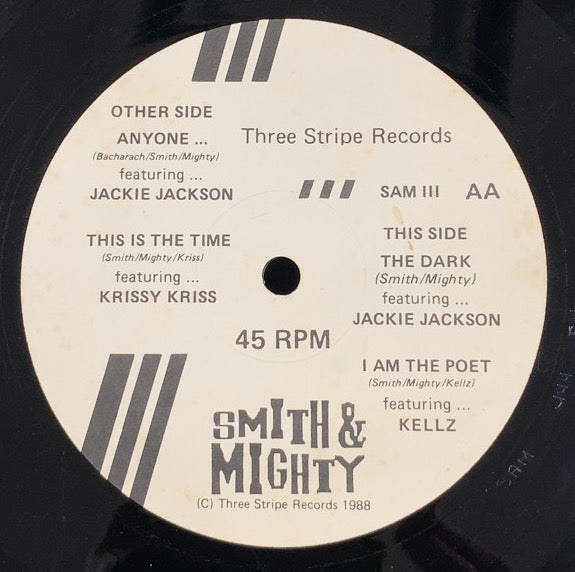 OTHER SIDE
ANYONE ...
(Bacharach/Smith/Mighty)
featuring ...
JACKIE JACKSON
THIS IS THE TIME
(Smith/Mighty/Kriss)
featuring ...
KRISSY KRISS
Three Stripe Records
SAM III AA
THIS SIDE
THE DARK
(Smith/Mighty)
featuring ...
JACKIE JACKSON
I AM THE POET
(Smith/Mighty/Kellz)
featuring ...
KELLZ
45 RPM
SMITH &
MIGHTY
(C) Three Stripe Records 1988
SAM